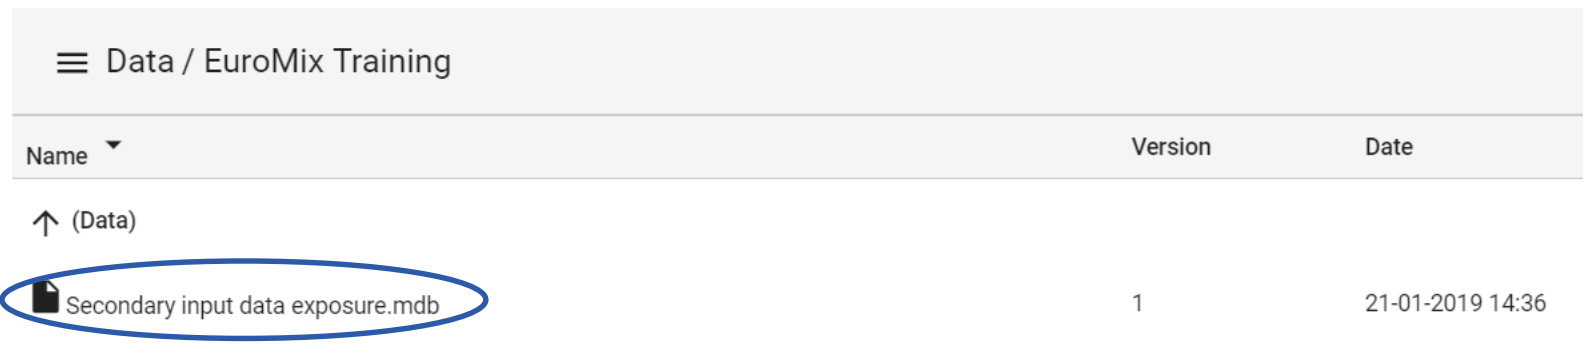 Data / EuroMix Training
Name Version Date
(Data)
Secondary input data exposure.mdb 1 21-01-2019 14:36